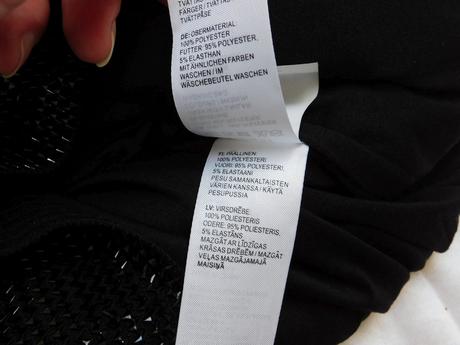 TVÄTTAS
FÄRGER / TVÄTTAS
TVÄTTPÅSE
DE: OBERMATERIAL:
100% POLYESTER
FUTTER: 95% POLYESTER,
5% ELASTHAN
MIT ÄHNLICHEN FARBEN
WASCHEN / IM
WÄSCHEBEUTEL WASCHEN
FI: PÄÄLLINEN:
100% POLYESTERI
VUORI: 95% POLYESTERI,
5% ELASTAANI
PESU SAMANKALTAISTEN
VÄRIEN KANSSA / KÄYTÄ
PESUPUSSIA
LV: VIRSDRĒBE:
100% POLIESTERIS
ODERE: 95% POLIESTERIS,
5% ELASTĀNS
MAZGĀT AR LĪDZĪGAS
KRĀSAS DRĒBĒM / MAZGĀT
VEĻAS MAZGĀJAMAJĀ
MAISIŅĀ